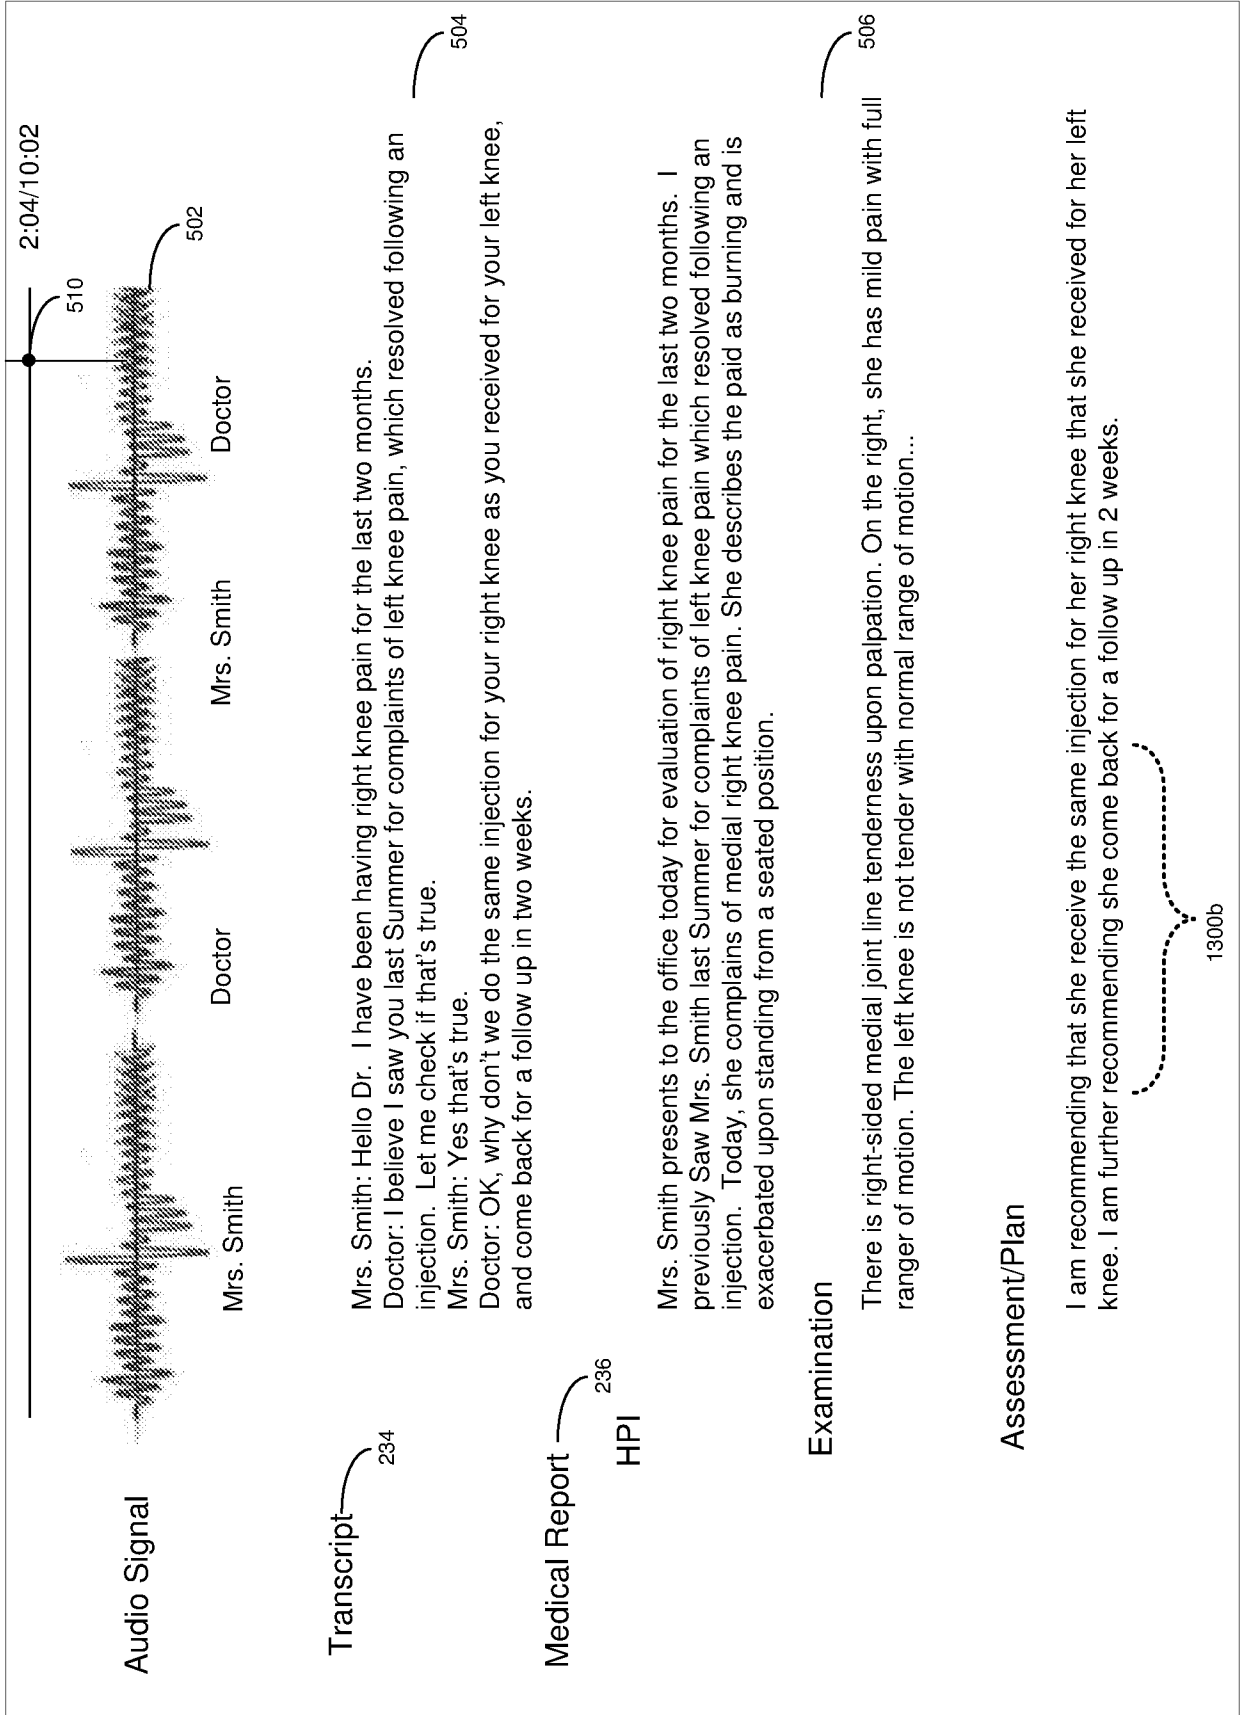 2:04/10:02
510
Audio Signal
502
Mrs. Smith
Doctor
Mrs. Smith
Doctor
Transcript
234
504
Mrs. Smith: Hello Dr.  I have been having right knee pain for the last two months.
Doctor: I believe I saw you last Summer for complaints of left knee pain, which resolved following an
injection.  Let me check if that's true.
Mrs. Smith: Yes that's true.
Doctor: OK, why don't we do the same injection for your right knee as you received for your left knee,
and come back for a follow up in two weeks.
Medical Report
236
HPI
Mrs. Smith presents to the office today for evaluation of right knee pain for the last two months.  I
previously Saw Mrs. Smith last Summer for complaints of left knee pain which resolved following an
injection.  Today, she complains of medial right knee pain. She describes the paid as burning and is
exacerbated upon standing from a seated position.
Examination
506
There is right-sided medial joint line tenderness upon palpation. On the right, she has mild pain with full
ranger of motion. The left knee is not tender with normal range of motion...
Assessment/Plan
I am recommending that she receive the same injection for her right knee that she received for her left
knee. I am further recommending she come back for a follow up in 2 weeks.
1300b